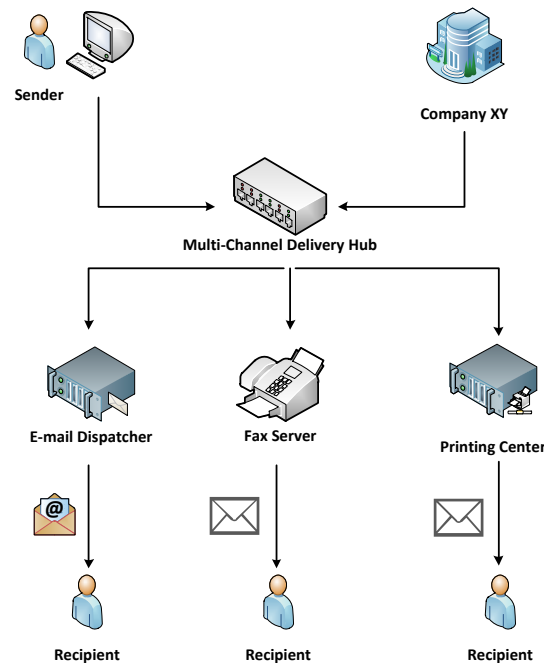 Sender
Company XY
Multi-Channel Delivery Hub
E-mail Dispatcher
Fax Server
Printing Center
@
Recipient
Recipient
Recipient